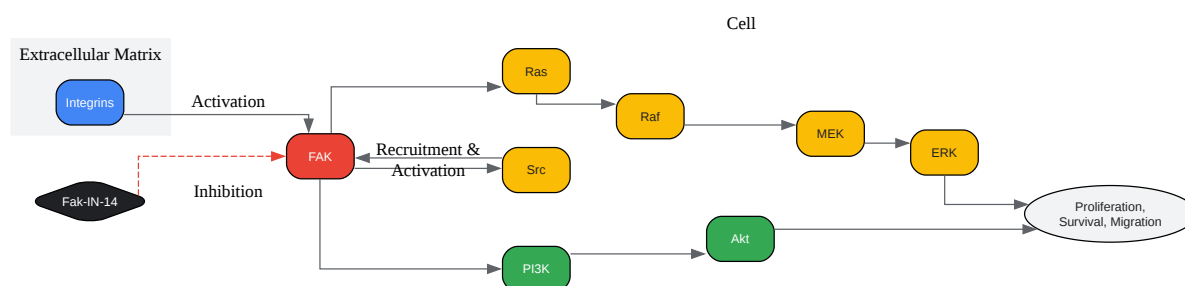 Cell
Extracellular Matrix
Integrins
Activation
Ras
Raf
MEK
ERK
FAK
Recruitment &
Activation
Src
Inhibition
Fak-IN-14
Proliferation,
Survival, Migration
Akt
PI3K